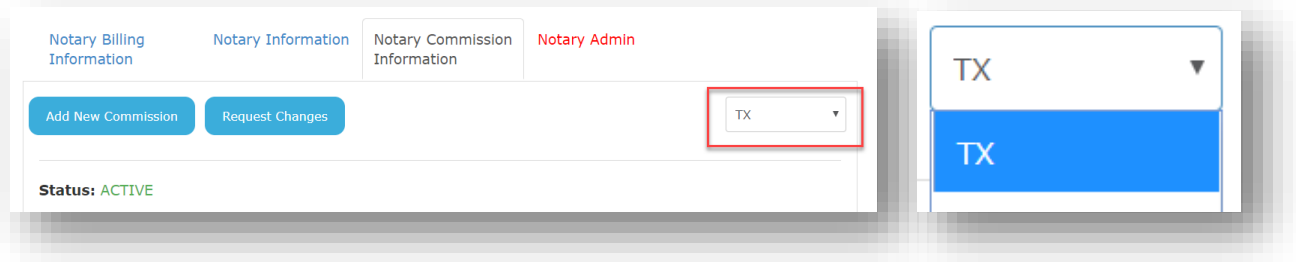 Notary Billing Information
Notary Information
Notary Commission Information
Notary Admin
Add New Commission
Request Changes
TX
Status: ACTIVE
TX
TX